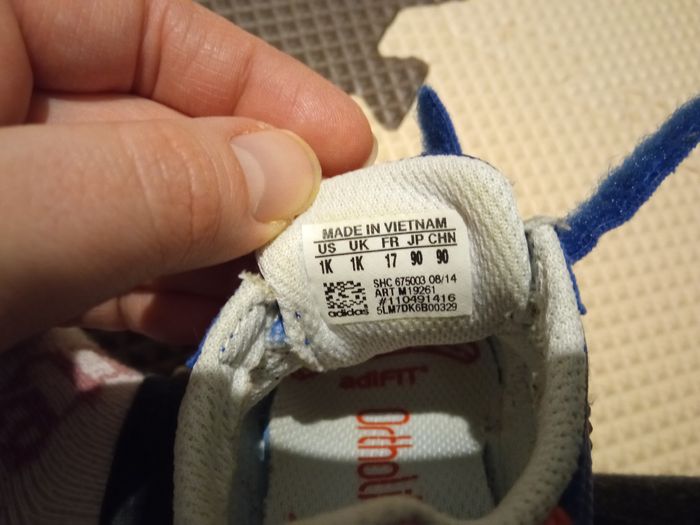 MADE IN VIETNAM
US UK FR JP CHN
1K 1K 17 90 90
SHC 675003 08/14
ART M19261
#110491416
adidas 5LM7DK6B00329
adiFIT®
Ortholi